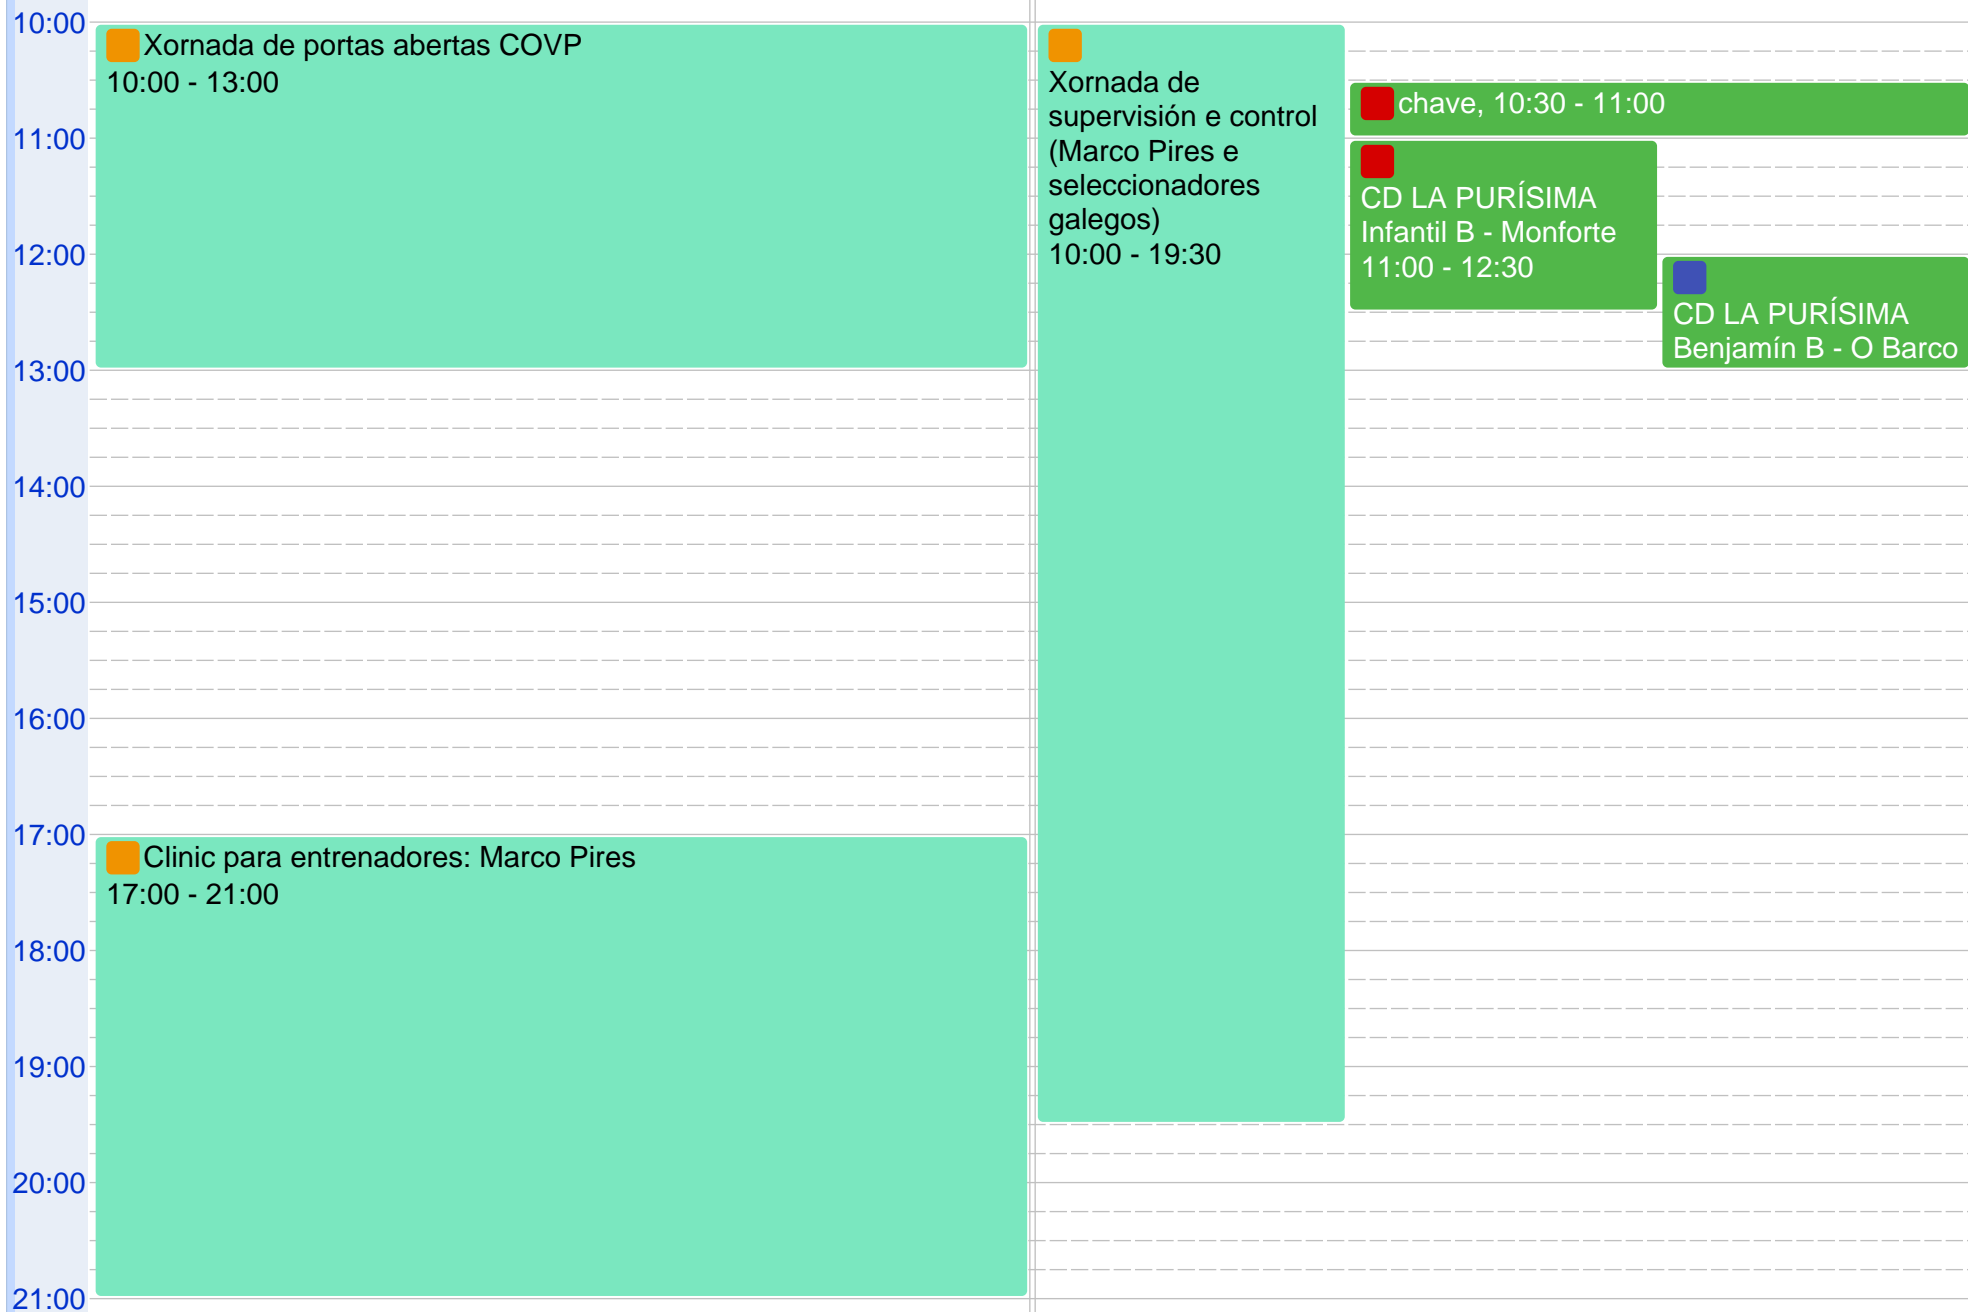 10:00
11:00
12:00
13:00
14:00
15:00
16:00
17:00
18:00
19:00
20:00
21:00
Xornada de portas abertas COVP
10:00 - 13:00
Clinic para entrenadores: Marco Pires
17:00 - 21:00
Xornada de
supervisión e control
(Marco Pires e
seleccionadores
galegos)
10:00 - 19:30
chave, 10:30 - 11:00
CD LA PURÍSIMA
Infantil B - Monforte
11:00 - 12:30
CD LA PURÍSIMA
Benjamín B - O Barco